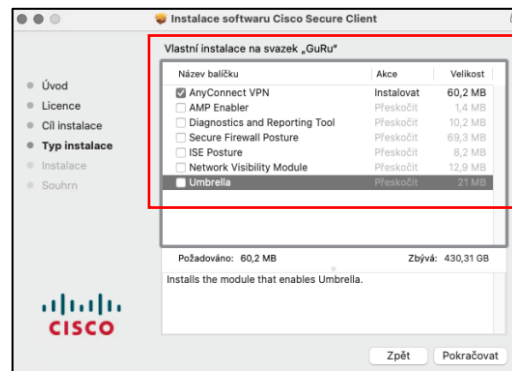 Instalace softwaru Cisco Secure Client
Vlastní instalace na svazek „GuRu“
Úvod
Licence
Cíl instalace
Typ instalace
Instalace
Souhrn
Název balíčku Akce Velikost
AnyConnect VPN Instalovat 60,2 MB
AMP Enabler Přeskočit 1,4 MB
Diagnostics and Reporting Tool Přeskočit 10,2 MB
Secure Firewall Posture Přeskočit 69,3 MB
ISE Posture Přeskočit 8,2 MB
Network Visibility Module Přeskočit 12,9 MB
Umbrella Přeskočit 21 MB
Požadováno: 60,2 MB Zbývá: 430,31 GB
Installs the module that enables Umbrella.
CISCO
Zpět Pokračovat